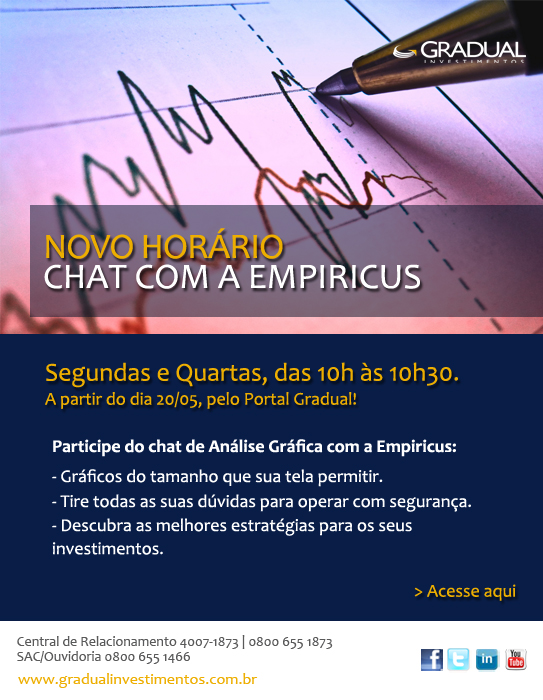 GRADUAL
INVESTIMENTOS
NOVO HORÁRIO
CHAT COM A EMPIRICUS
Segundas e Quartas, das 10h às 10h30.
A partir do dia 20/05, pelo Portal Gradual!
Participe do chat de Análise Gráfica com a Empiricus:
- Gráficos do tamanho que sua tela permitir.
- Tire todas as suas dúvidas para operar com segurança.
- Descubra as melhores estratégias para os seus
investimentos.
> Acesse aqui
Central de Relacionamento 4007-1873 | 0800 655 1873
SAC/Ouvidoria 0800 655 1466
www.gradualinvestimentos.com.br
f t in You Tube